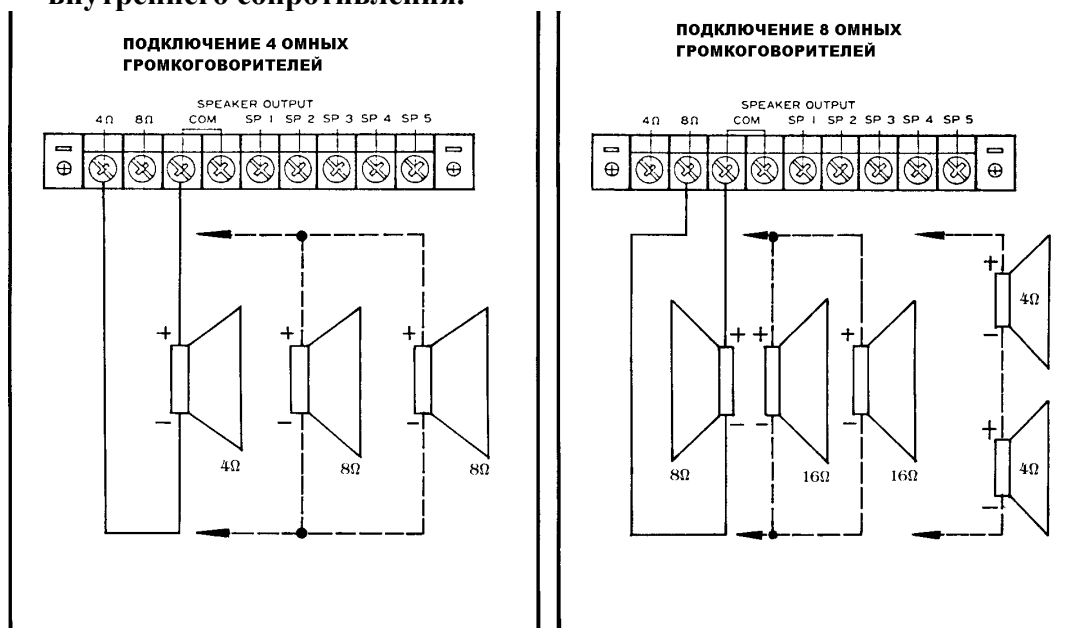 внутреннего сопротивления.
ПОДКЛЮЧЕНИЕ 4 ОМНЫХ
ГРОМКОГОВОРИТЕЛЕЙ
SPEAKER OUTPUT
4Ω 8Ω COM SP 1 SP 2 SP 3 SP 4 SP 5
+ + +
- - -
4Ω 8Ω 8Ω
ПОДКЛЮЧЕНИЕ 8 ОМНЫХ
ГРОМКОГОВОРИТЕЛЕЙ
SPEAKER OUTPUT
4Ω 8Ω COM SP 1 SP 2 SP 3 SP 4 SP 5
+
4Ω
-
+ + +
- - -
8Ω 16Ω 16Ω
+
4Ω
-